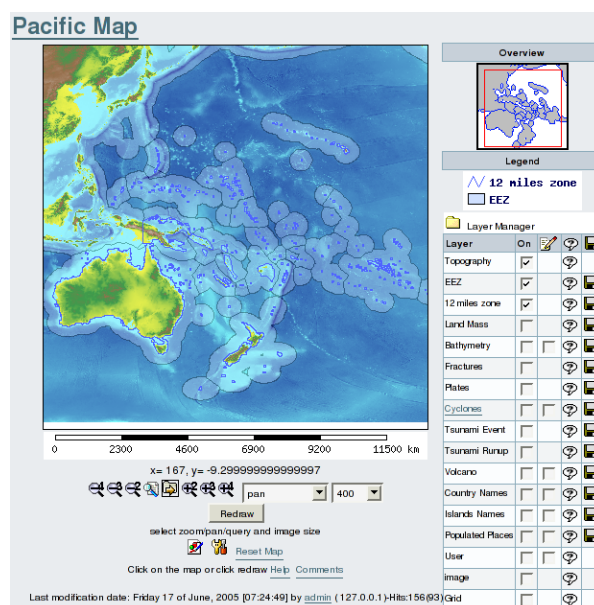 Pacific Map
Overview
Legend
12 miles zone
EEZ
Layer Manager
Layer On
Topography
EEZ
12 miles zone
Land Mass
Bathymetry
Fractures
Plates
Cyclones
Tsunami Event
Tsunami Runup
Volcano
Country Names
Islands Names
Populated Places
User
image
Grid
0 2300 4600 6900 9200 11500 km
x= 167, y= -9.299999999999997
pan 400
Redraw
select zoom/pan/query and image size
Reset Map
Click on the map or click redraw Help Comments
Last modification date: Friday 17 of June, 2005 [07:24:49] by admin (127.0.0.1)-Hits:156(93)